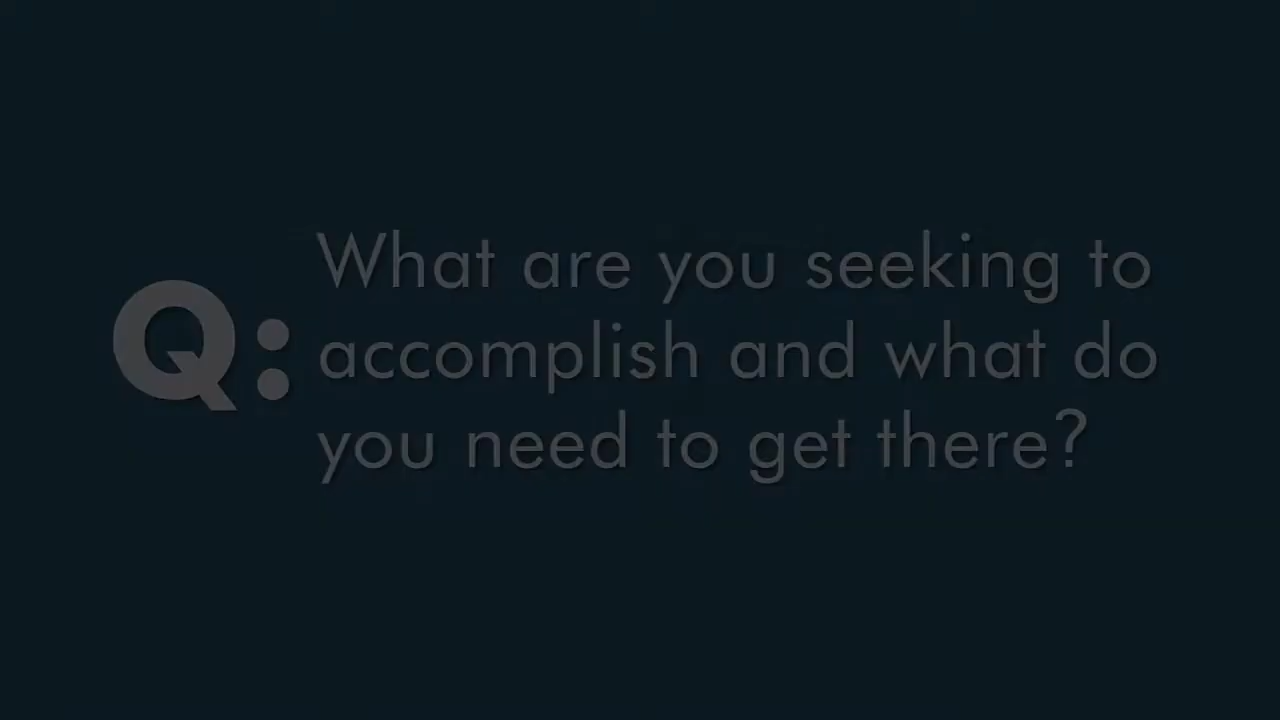 Q: What are you seeking to
accomplish and what do
you need to get there?